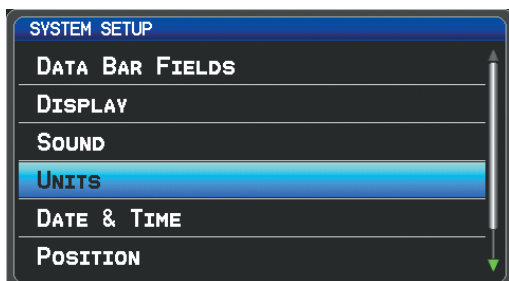 SYSTEM SETUP
DATA BAR FIELDS
DISPLAY
SOUND
UNITS
DATE & TIME
POSITION